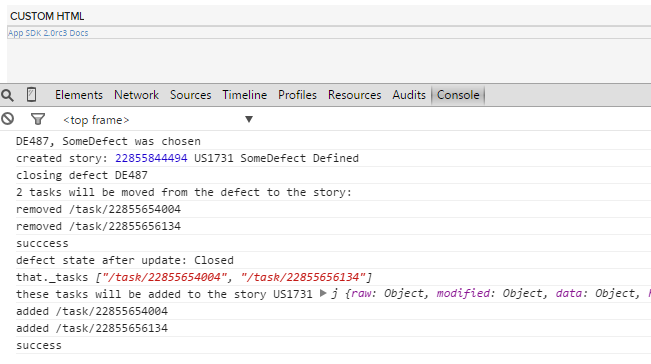 CUSTOM HTML
App SDK 2.0rc3 Docs
Elements Network Sources Timeline Profiles Resources Audits Console
<top frame>
DE487, SomeDefect was chosen
created story: 22855844494 US1731 SomeDefect Defined
closing defect DE487
2 tasks will be moved from the defect to the story:
removed /task/22855654004
removed /task/22855656134
succcess
defect state after update: Closed
that._tasks ["/task/22855654004", "/task/22855656134"]
these tasks will be added to the story US1731 j {raw: Object, modified: Object, data: Object,
added /task/22855654004
added /task/22855656134
success